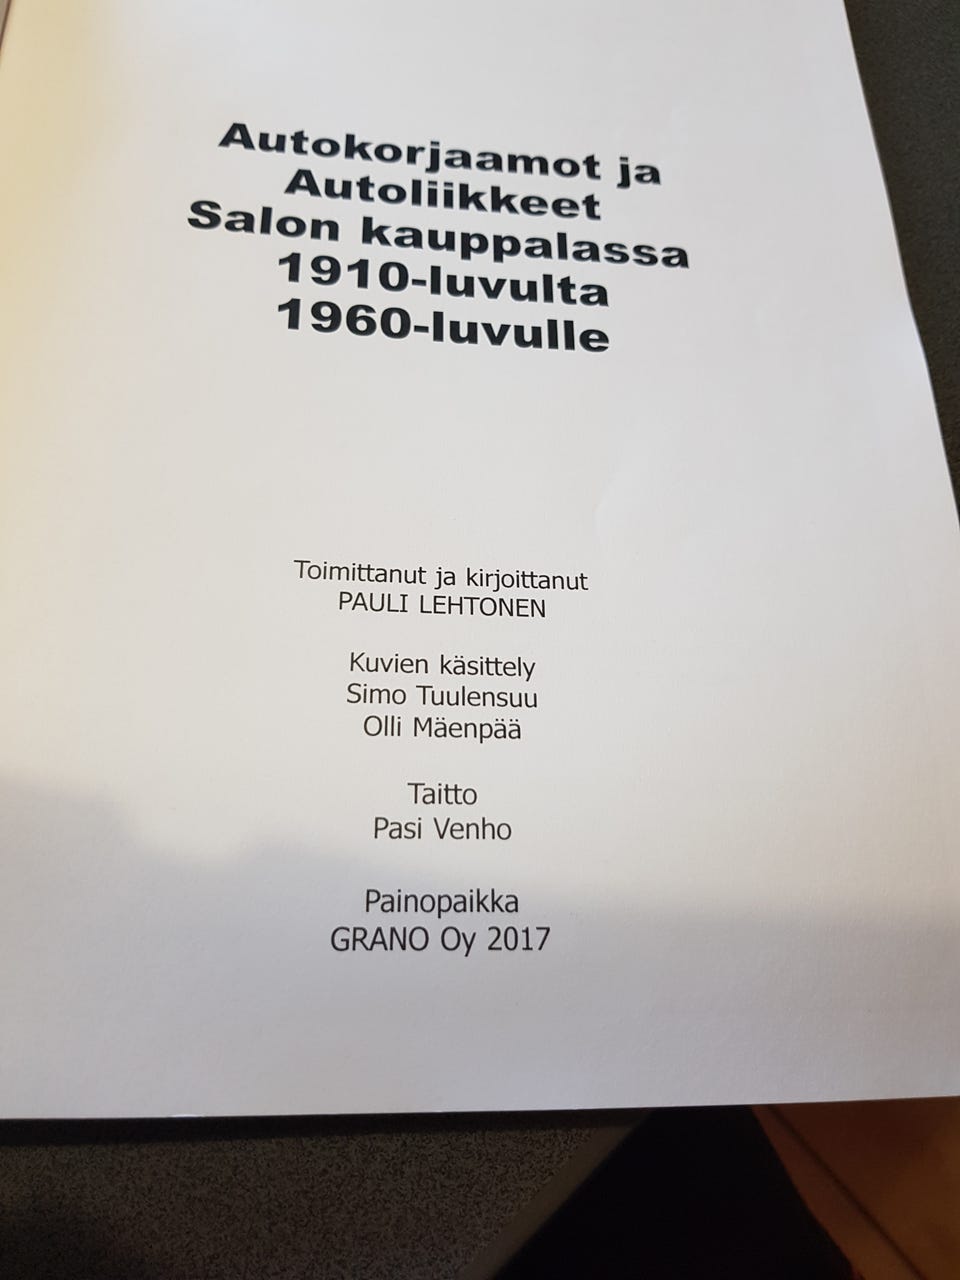 Autokorjaamot ja
Autoliikkeet
Salon kauppalassa
1910-luvulta
1960-luvulle
Toimittanut ja kirjoittanut
PAULI LEHTONEN
Kuvien käsittely
Simo Tuulensuu
Olli Mäenpää
Taitto
Pasi Venho
Painopaikka
GRANO Oy 2017